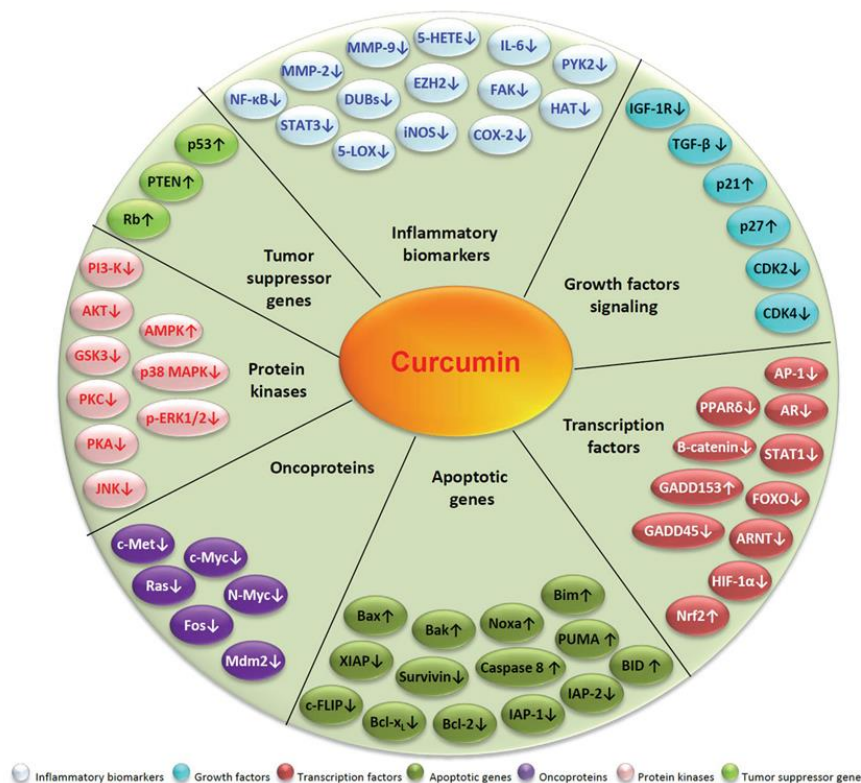 5-HETE↓
MMP-9↓
IL-6↓
MMP-2↓
PYK2↓
EZH2↓
FAK↓
NF-κB↓
DUBs↓
HAT↓
STAT3↓
iNOS↓
COX-2↓
5-LOX↓
Inflammatory
biomarkers
IGF-1R↓
TGF-β ↓
p21↑
p27↑
CDK2↓
CDK4↓
Growth factors
signaling
AP-1↓
PPARδ↓
AR↓
B-catenin↓
STAT1↓
GADD153↑
FOXO↓
GADD45↓
ARNT↓
HIF-1α↓
Nrf2↑
Transcription
factors
Bim↑
Bax↑
Noxa↑
Bak↑
PUMA ↑
XIAP↓
Survivin↓
Caspase 8 ↑
BID ↑
IAP-2↓
c-FLIP↓
Bcl-xL↓
Bcl-2↓
IAP-1↓
Apoptotic
genes
c-Met↓
c-Myc↓
Ras↓
N-Myc↓
Fos↓
Mdm2↓
Oncoproteins
PI3-K↓
AKT↓
AMPK↑
GSK3↓
p38 MAPK↓
PKC↓
p-ERK1/2↓
PKA↓
JNK↓
Protein
kinases
p53↑
PTEN↑
Rb↑
Tumor
suppressor
genes
Curcumin
Inflammatory biomarkers Growth factors Transcription factors Apoptotic genes Oncoproteins Protein kinases Tumor suppressor gene